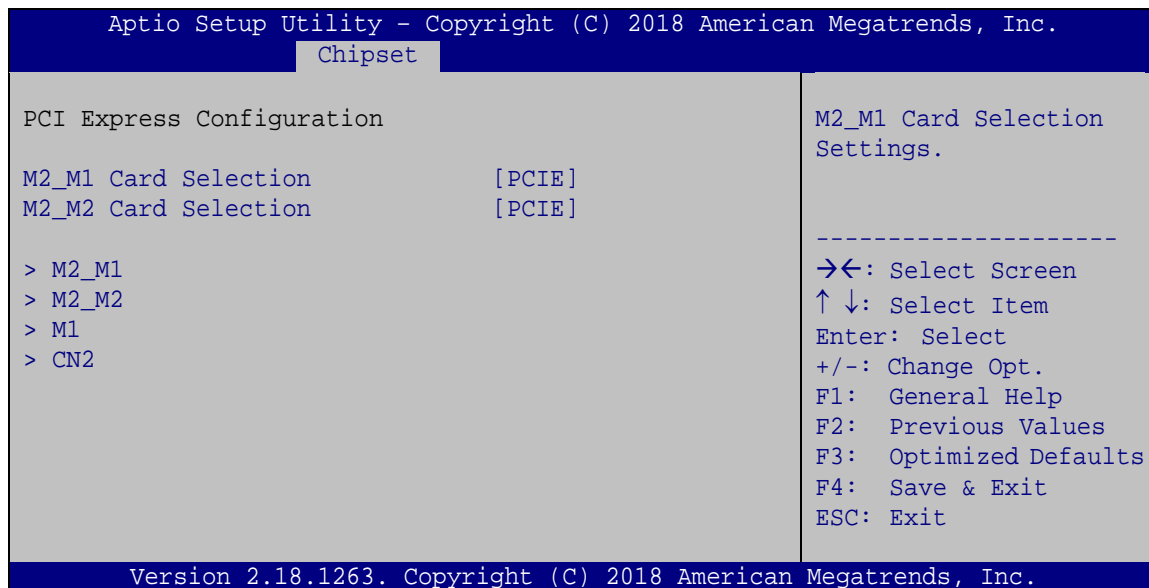 Aptio Setup Utility – Copyright (C) 2018 American Megatrends, Inc.
Chipset
PCI Express Configuration
M2_M1 Card Selection [PCIE]
M2_M2 Card Selection [PCIE]
> M2_M1
> M2_M2
> M1
> CN2
M2_M1 Card Selection
Settings.
---------------------
→←: Select Screen
↑ ↓: Select Item
Enter: Select
+/-: Change Opt.
F1: General Help
F2: Previous Values
F3: Optimized Defaults
F4: Save & Exit
ESC: Exit
Version 2.18.1263. Copyright (C) 2018 American Megatrends, Inc.